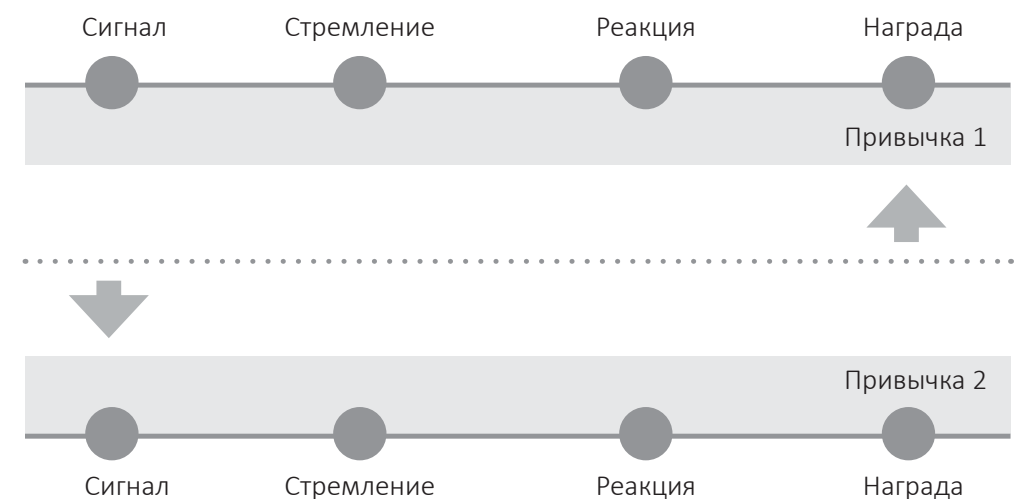 Сигнал Стремление Реакция Награда
Привычка 1
Привычка 2
Сигнал Стремление Реакция Награда